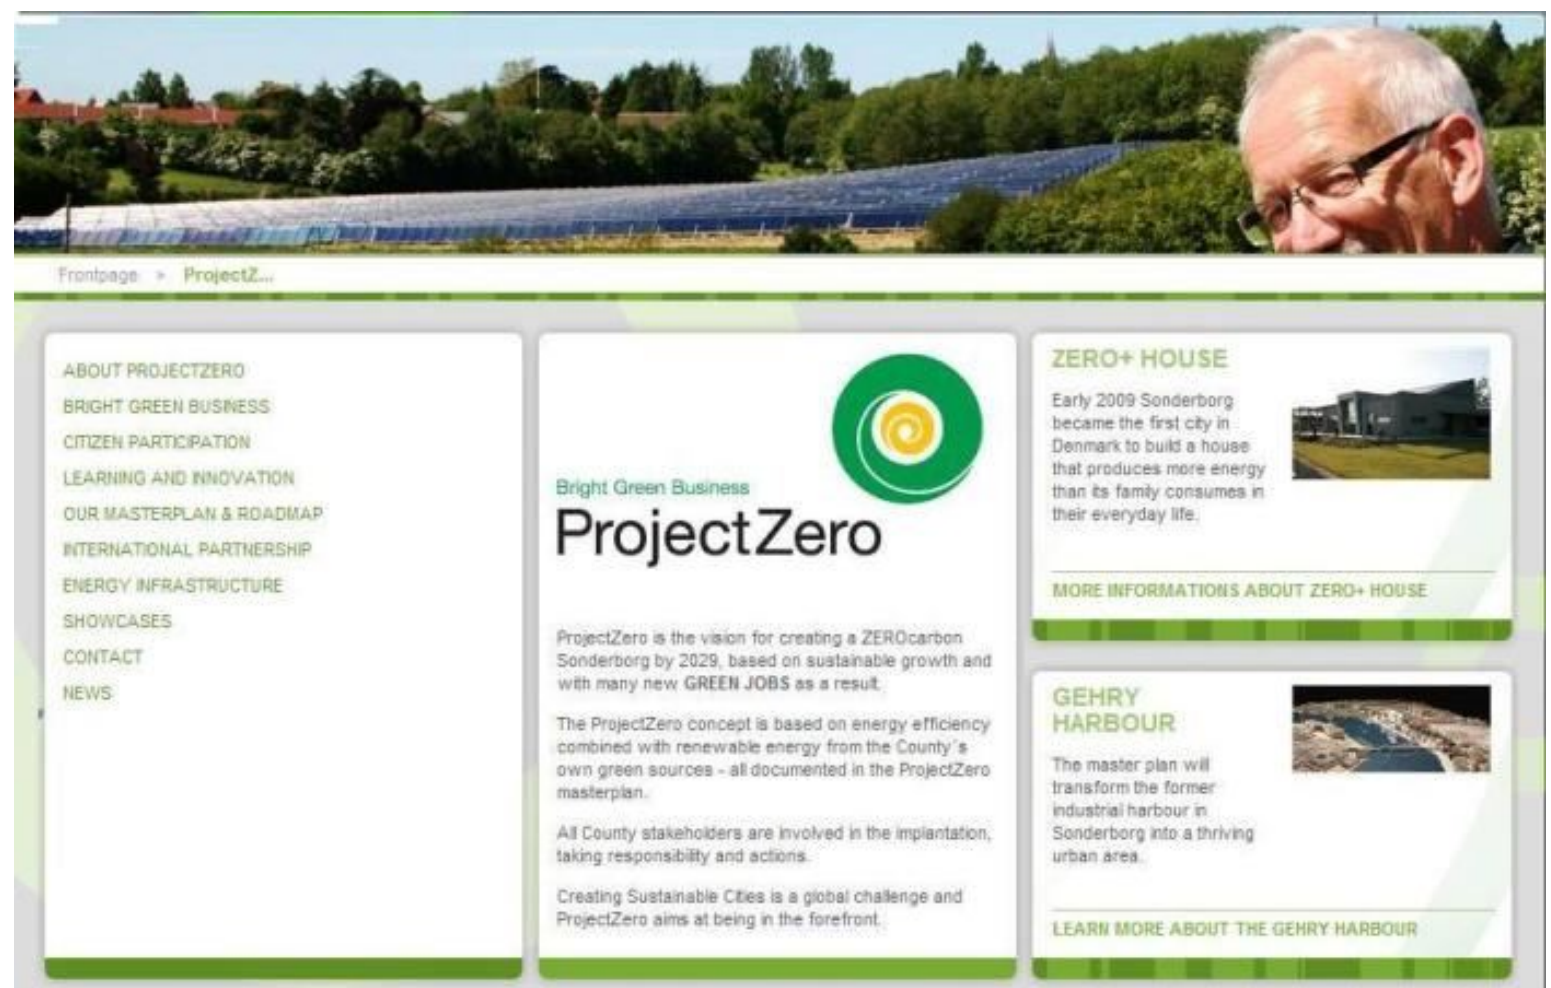 Frontpage » ProjectZ...
ABOUT PROJECTZERO
BRIGHT GREEN BUSINESS
CITIZEN PARTICIPATION
LEARNING AND INNOVATION
OUR MASTERPLAN & ROADMAP
INTERNATIONAL PARTNERSHIP
ENERGY INFRASTRUCTURE
SHOWCASES
CONTACT
NEWS
Bright Green Business
ProjectZero
ProjectZero is the vision for creating a ZEROcarbon
Sonderborg by 2029, based on sustainable growth and
with many new GREEN JOBS as a result.
The ProjectZero concept is based on energy efficiency
combined with renewable energy from the County´s
own green sources - all documented in the ProjectZero
masterplan.
All County stakeholders are involved in the implantation,
taking responsibility and actions.
Creating Sustainable Cities is a global challenge and
ProjectZero aims at being in the forefront.
ZERO+ HOUSE
Early 2009 Sonderborg
became the first city in
Denmark to build a house
that produces more energy
than its family consumes in
their everyday life.
MORE INFORMATIONS ABOUT ZERO+ HOUSE
GEHRY
HARBOUR
The master plan will
transform the former
industrial harbour in
Sonderborg into a thriving
urban area.
LEARN MORE ABOUT THE GEHRY HARBOUR